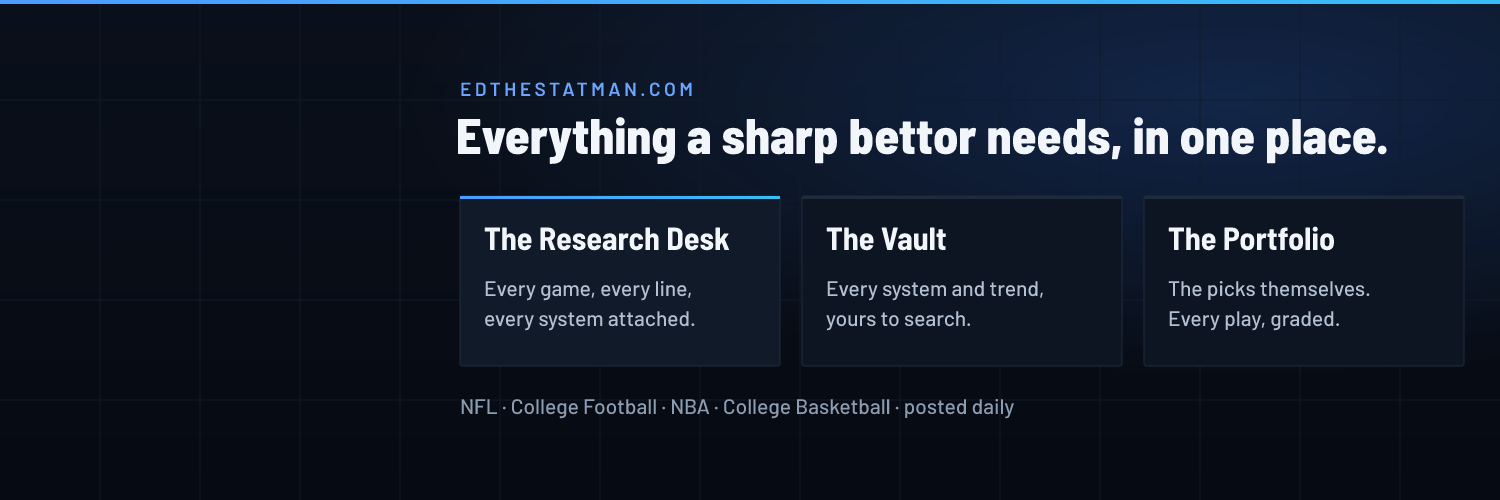 EDTHESTATMAN.COM
Everything a sharp bettor needs, in one place.
The Research Desk
Every game, every line,
every system attached.
The Vault
Every system and trend,
yours to search.
The Portfolio
The picks themselves.
Every play, graded.
NFL · College Football · NBA · College Basketball · posted daily